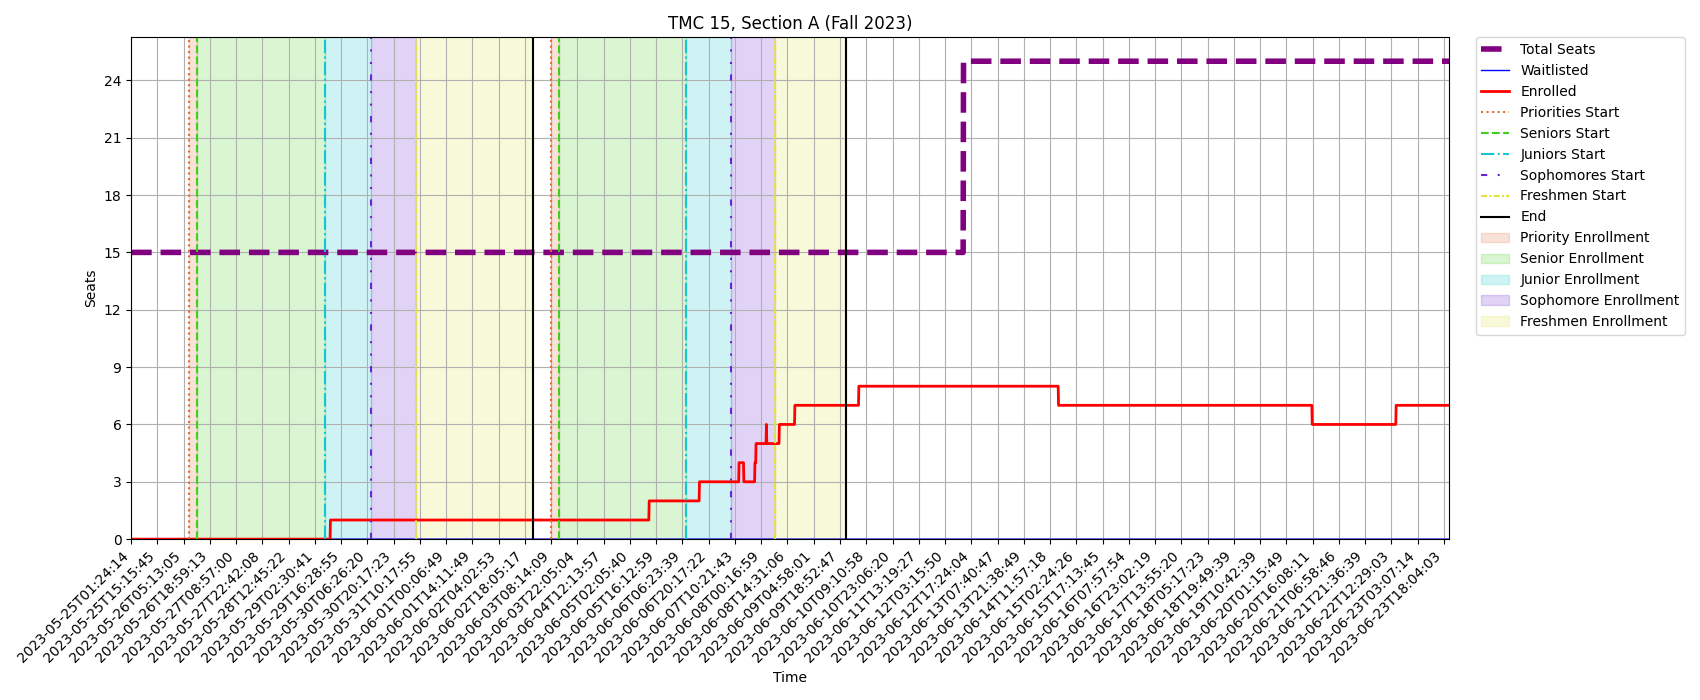 TMC 15, Section A (Fall 2023)
24
21
18
15
12
9
6
3
0
Seats
2023-05-25T01:24:14
2023-05-25T15:15:45
2023-05-26T05:13:05
2023-05-26T18:59:13
2023-05-27T08:57:00
2023-05-27T22:42:08
2023-05-28T12:45:22
2023-05-29T02:30:41
2023-05-29T16:28:55
2023-05-30T06:26:20
2023-05-30T20:17:23
2023-05-31T10:17:55
2023-06-01T00:06:49
2023-06-01T14:11:49
2023-06-02T04:02:53
2023-06-02T18:05:17
2023-06-03T08:14:09
2023-06-03T22:05:04
2023-06-04T12:13:57
2023-06-05T02:05:40
2023-06-05T16:12:59
2023-06-06T06:23:39
2023-06-06T20:17:22
2023-06-07T10:21:43
2023-06-08T00:16:59
2023-06-08T14:31:06
2023-06-09T04:58:01
2023-06-09T18:52:47
2023-06-10T09:10:58
2023-06-10T23:06:20
2023-06-11T13:19:27
2023-06-12T03:15:50
2023-06-12T17:24:04
2023-06-13T07:40:47
2023-06-13T21:38:49
2023-06-14T11:57:18
2023-06-15T02:24:26
2023-06-15T17:13:45
2023-06-16T07:57:54
2023-06-16T23:02:19
2023-06-17T13:55:20
2023-06-18T05:17:23
2023-06-18T19:49:39
2023-06-19T10:42:39
2023-06-20T01:15:49
2023-06-20T16:08:11
2023-06-21T06:58:46
2023-06-21T21:36:39
2023-06-22T12:29:03
2023-06-23T03:07:14
2023-06-23T18:04:03
Time
Total Seats
Waitlisted
Enrolled
Priorities Start
Seniors Start
Juniors Start
Sophomores Start
Freshmen Start
End
Priority Enrollment
Senior Enrollment
Junior Enrollment
Sophomore Enrollment
Freshmen Enrollment